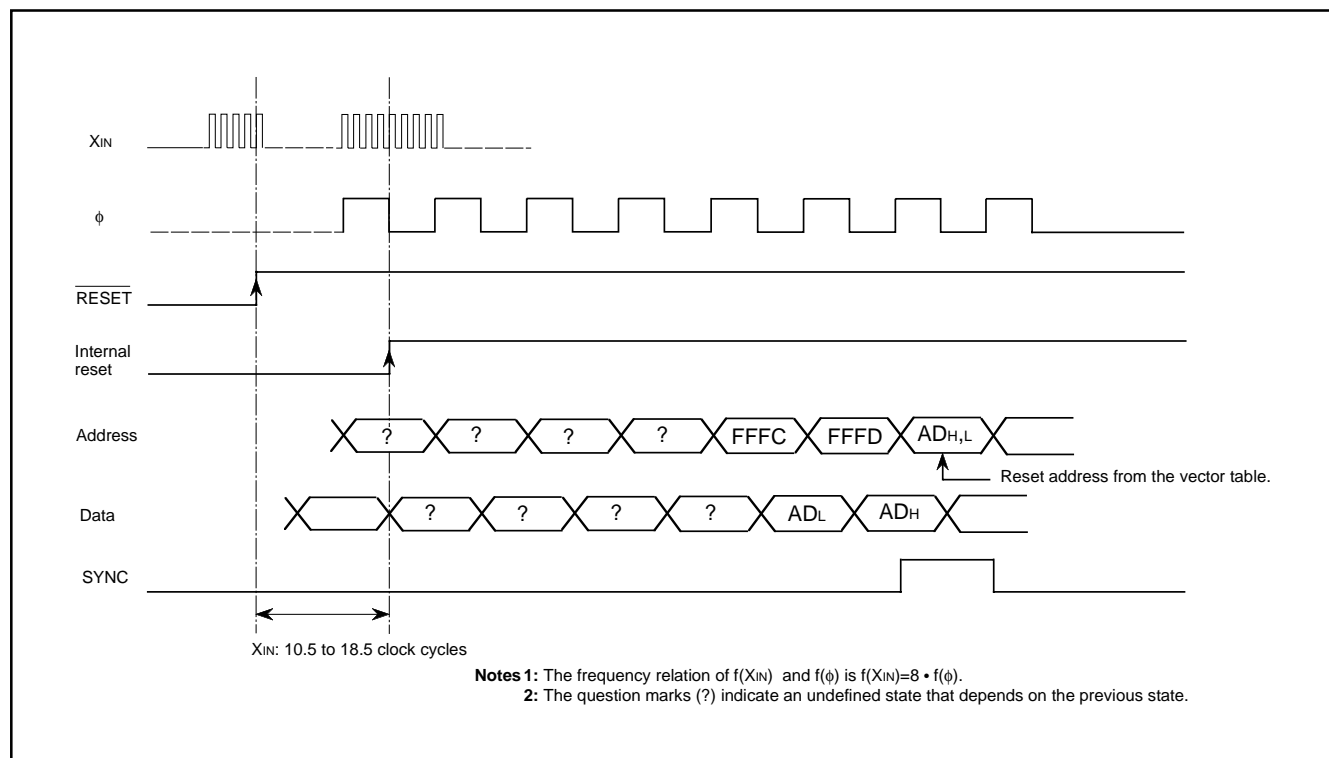 XIN
ϕ
RESET
Internal
reset
Address
? ? ? ? FFFC FFFD ADH,L
Reset address from the vector table.
Data
? ? ? ? ADL ADH
SYNC
XIN: 10.5 to 18.5 clock cycles
Notes 1: The frequency relation of f(XIN) and f(ϕ) is f(XIN)=8 • f(ϕ).
2: The question marks (?) indicate an undefined state that depends on the previous state.